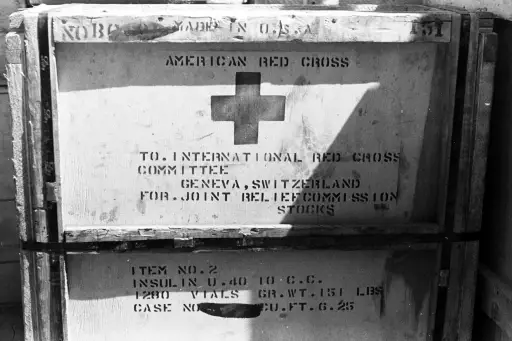 MADE IN U.S.A. 151
AMERICAN RED CROSS
TO. INTERNATIONAL RED CROSS
COMMITTEE
GENEVA, SWITZERLAND
FOR. JOINT RELIEF COMMISSION
STOCKS
ITEM NO. 2
INSULIN U.40 10 C.C.
1280 VIALS GR. WT. 151 LBS
CASE NO. CU. FT. 6.25